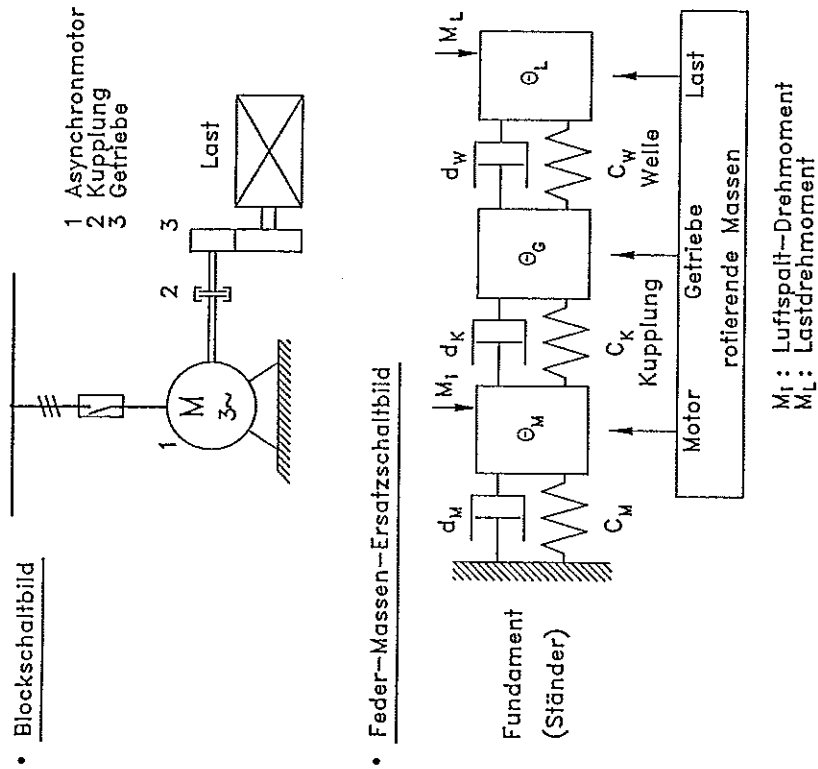 • Blockschaltbild
1 Asynchronmotor
2 Kupplung
3 Getriebe
1
M
3~
2
3
Last
• Feder-Massen-Ersatzschaltbild
Fundament
(Ständer)
d_M
C_M
M_i
Θ_M
d_K
C_K
Kupplung
Θ_G
d_W
C_W
Welle
M_L
Θ_L
Motor Getriebe Last
rotierende Massen
M_i: Luftspalt-Drehmoment
M_L: Lastdrehmoment